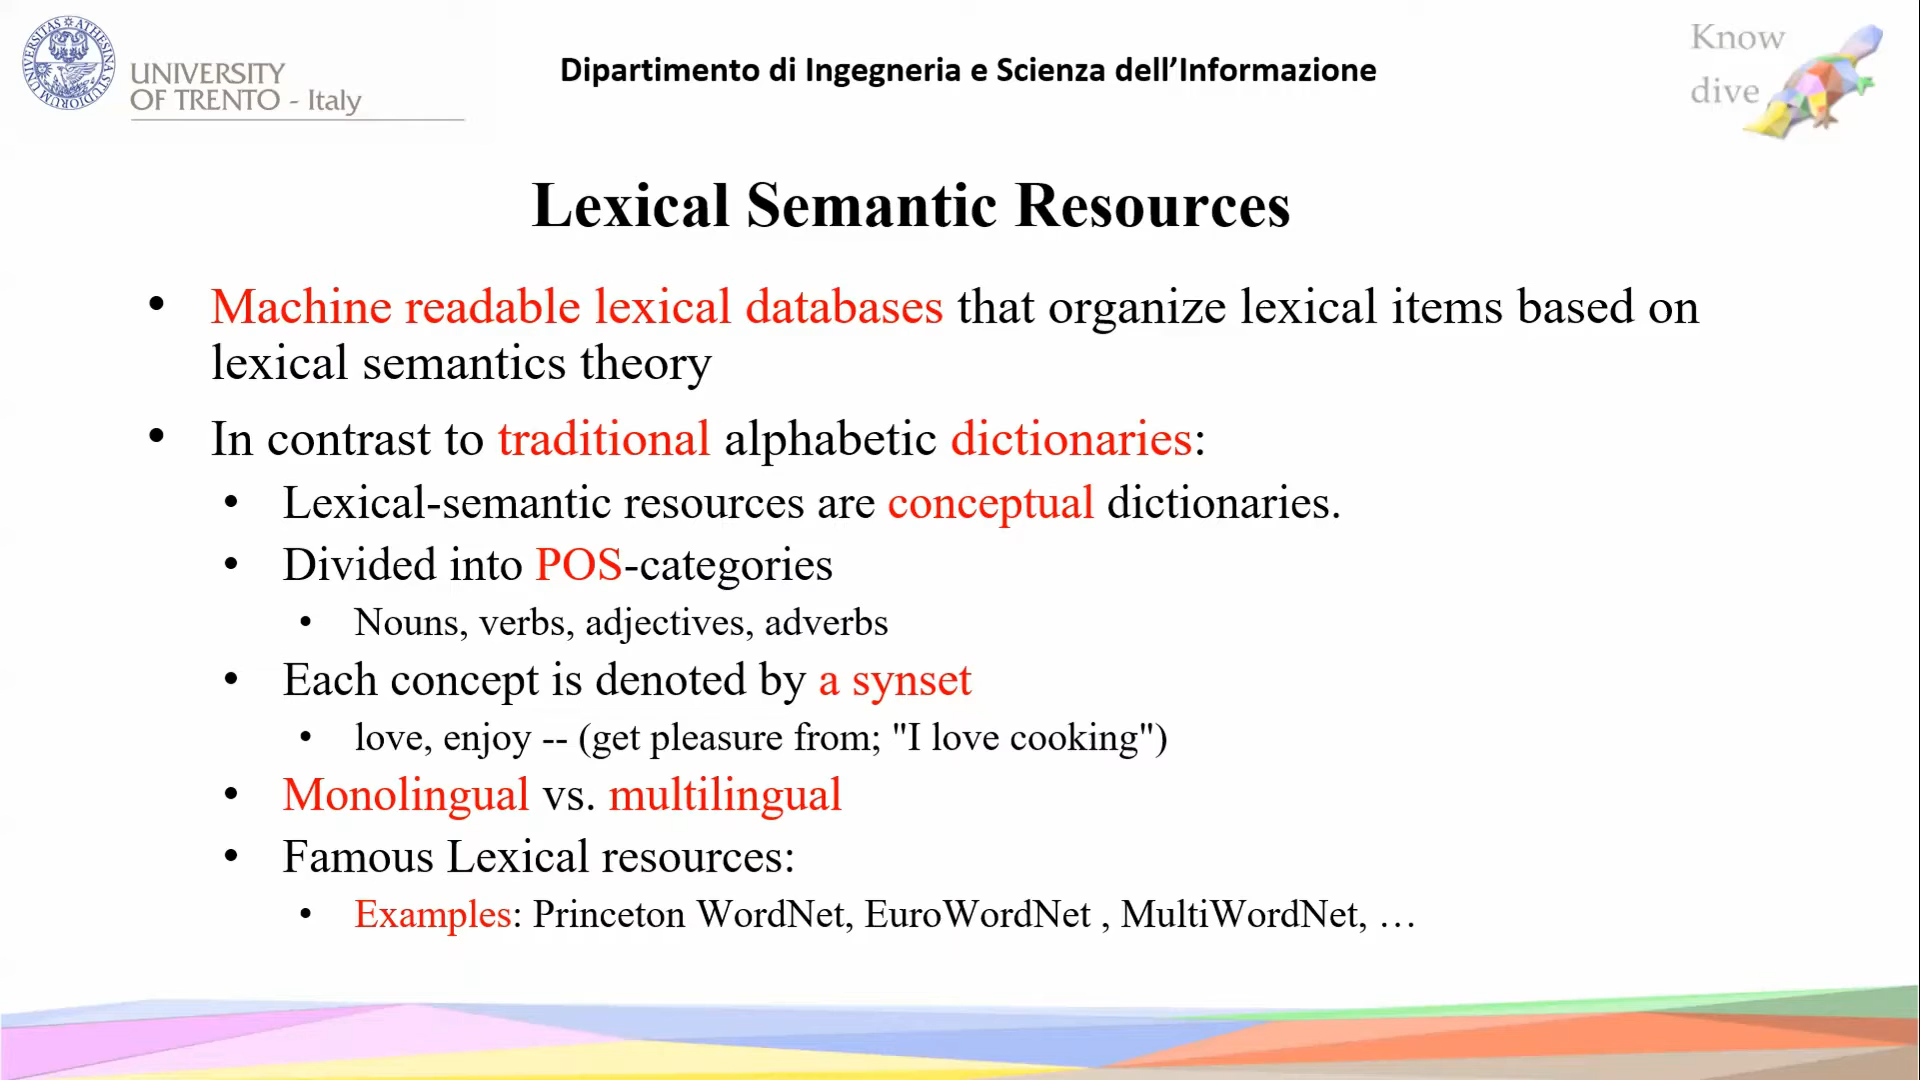 UNIVERSITY
OF TRENTO - Italy
Dipartimento di Ingegneria e Scienza dell’Informazione
Know
dive
Lexical Semantic Resources
• Machine readable lexical databases that organize lexical items based on
lexical semantics theory
• In contrast to traditional alphabetic dictionaries:
• Lexical-semantic resources are conceptual dictionaries.
• Divided into POS-categories
• Nouns, verbs, adjectives, adverbs
• Each concept is denoted by a synset
• love, enjoy -- (get pleasure from; "I love cooking")
• Monolingual vs. multilingual
• Famous Lexical resources:
• Examples: Princeton WordNet, EuroWordNet , MultiWordNet, …